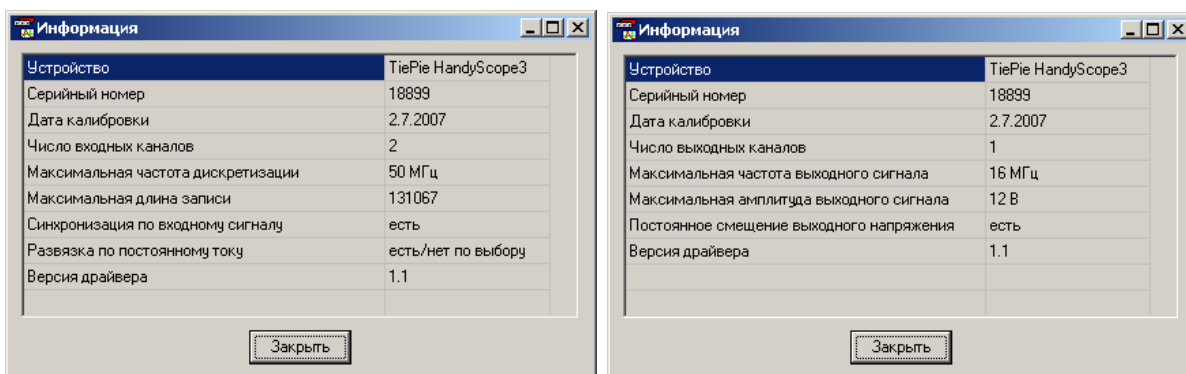 Информация
Устройство TiePie HandyScope3
Серийный номер 18899
Дата калибровки 2.7.2007
Число входных каналов 2
Максимальная частота дискретизации 50 МГц
Максимальная длина записи 131067
Синхронизация по входному сигналу есть
Развязка по постоянному току есть/нет по выбору
Версия драйвера 1.1
Закрыть
Информация
Устройство TiePie HandyScope3
Серийный номер 18899
Дата калибровки 2.7.2007
Число выходных каналов 1
Максимальная частота выходного сигнала 16 МГц
Максимальная амплитуда выходного сигнала 12 В
Постоянное смещение выходного напряжения есть
Версия драйвера 1.1
Закрыть